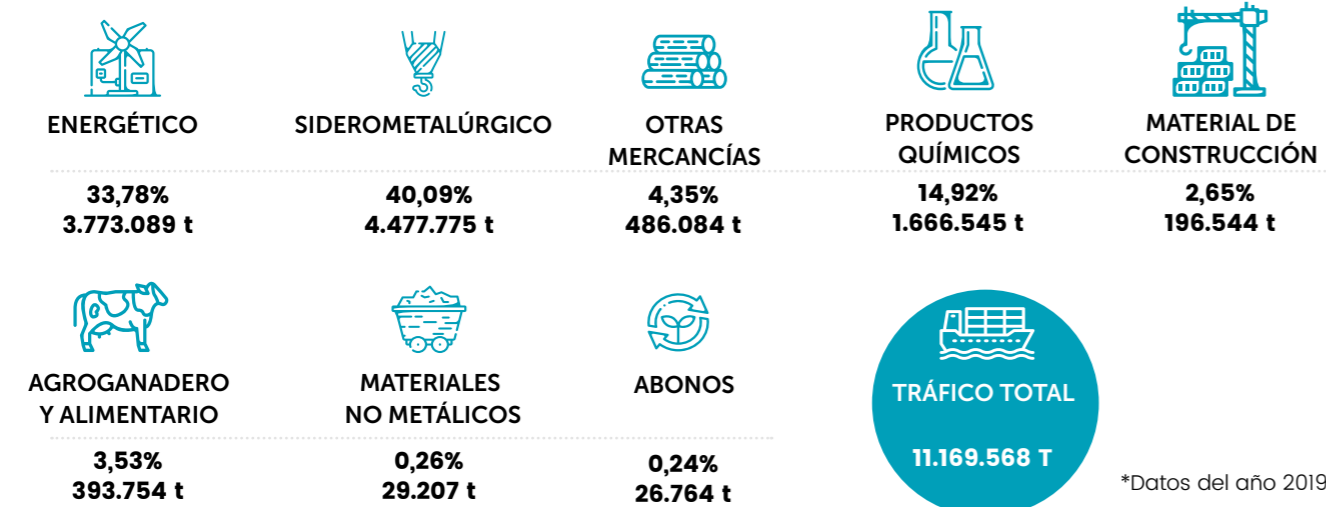 ENERGÉTICO
33,78%
3.773.089 t
SIDEROMETALÚRGICO
40,09%
4.477.775 t
OTRAS
MERCANCÍAS
4,35%
486.084 t
PRODUCTOS
QUÍMICOS
14,92%
1.666.545 t
MATERIAL DE
CONSTRUCCIÓN
2,65%
196.544 t
AGROGANADERO
Y ALIMENTARIO
3,53%
393.754 t
MATERIALES
NO METÁLICOS
0,26%
29.207 t
ABONOS
0,24%
26.764 t
TRÁFICO TOTAL
11.169.568 T
*Datos del año 2019